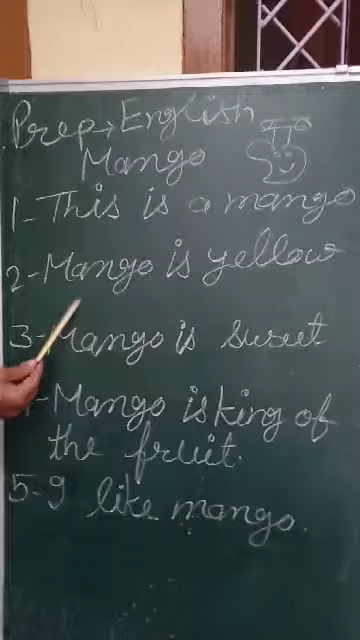 Prep → English
Mango
1- This is a mango
2- Mango is yellow
3- Mango is sweet
4- Mango is king of
the fruit.
5- I like mango.